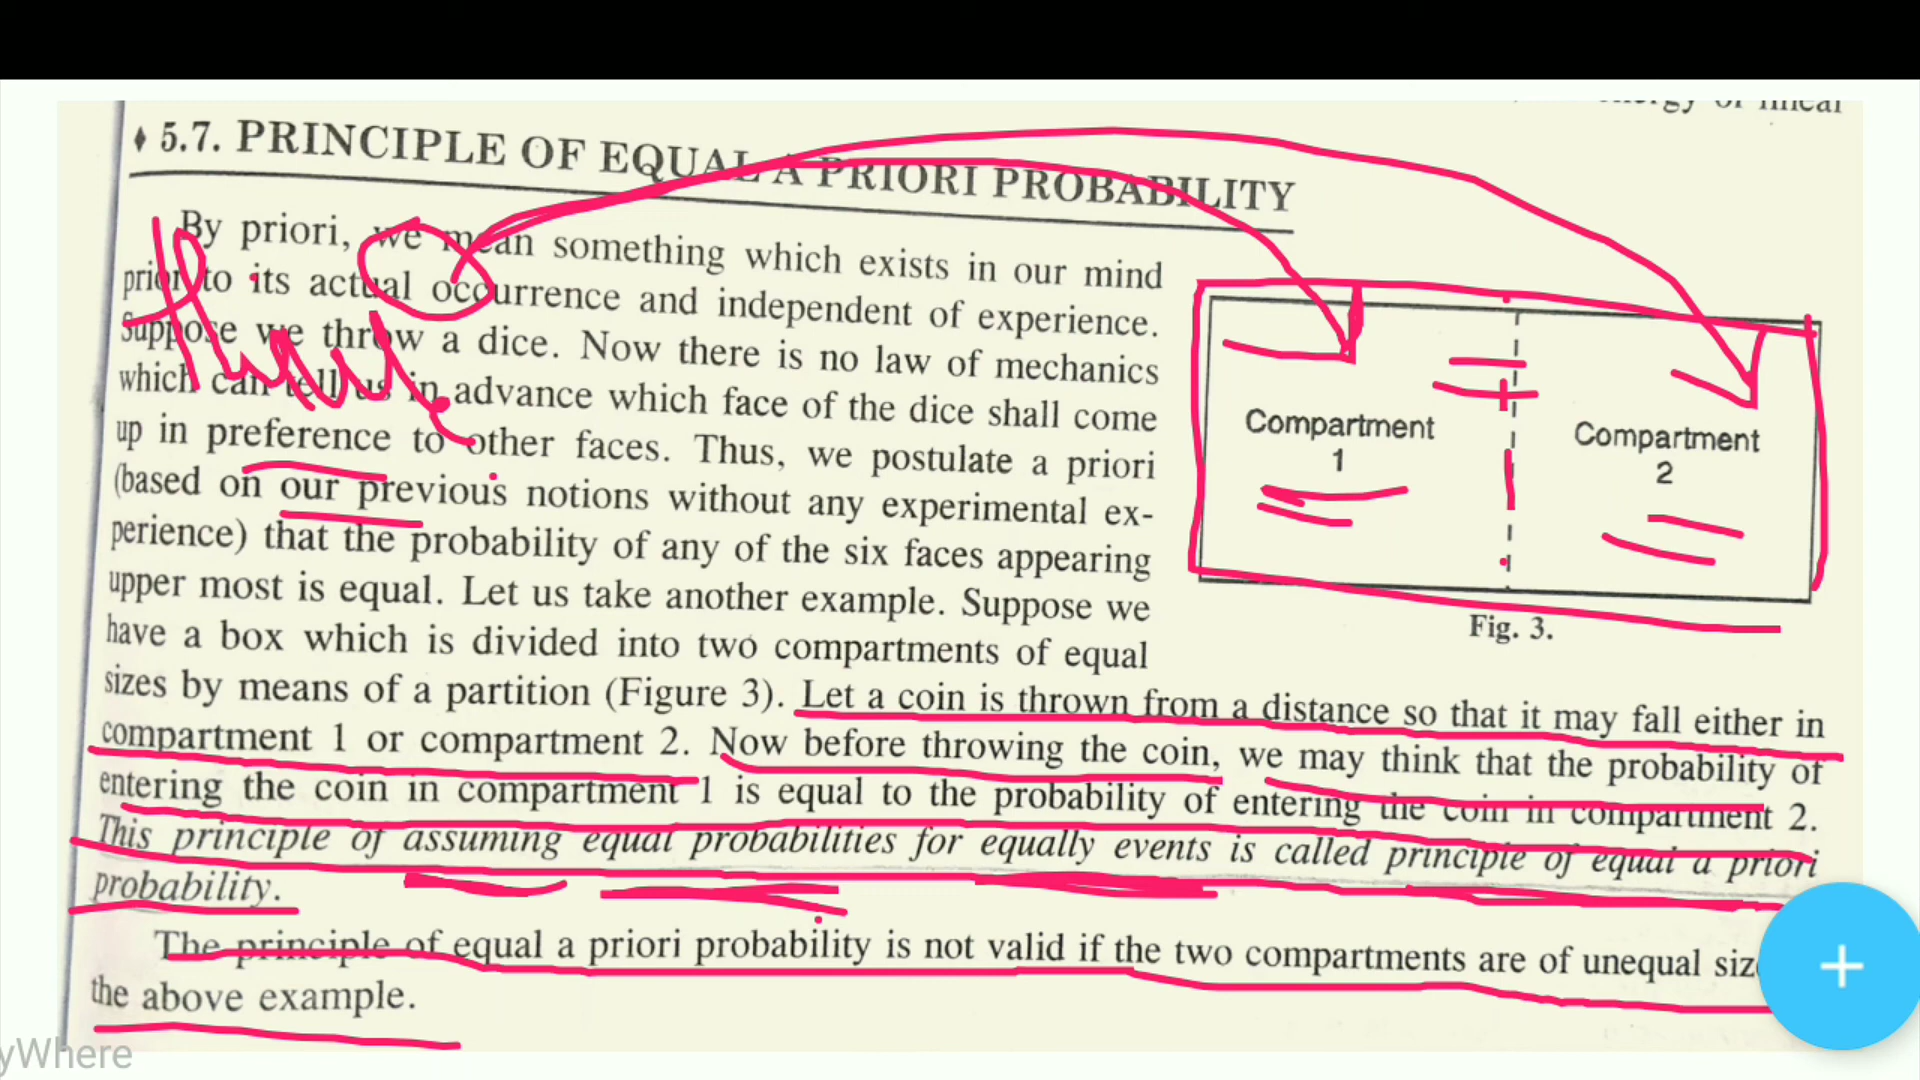 energy or linear
♦ 5.7. PRINCIPLE OF EQUAL A PRIORI PROBABILITY
By priori, we mean something which exists in our mind
prior to its actual occurrence and independent of experience.
Suppose we throw a dice. Now there is no law of mechanics
which can tell us in advance which face of the dice shall come
up in preference to other faces. Thus, we postulate a priori
(based on our previous notions without any experimental ex-
perience) that the probability of any of the six faces appearing
upper most is equal. Let us take another example. Suppose we
have a box which is divided into two compartments of equal
sizes by means of a partition (Figure 3). Let a coin is thrown from a distance so that it may fall either in
compartment 1 or compartment 2. Now before throwing the coin, we may think that the probability of
entering the coin in compartment 1 is equal to the probability of entering the coin in compartment 2.
This principle of assuming equal probabilities for equally events is called principle of equal a priori
probability.
The principle of equal a priori probability is not valid if the two compartments are of unequal siz
the above example.
Compartment
1
Compartment
2
Fig. 3.
yWhere